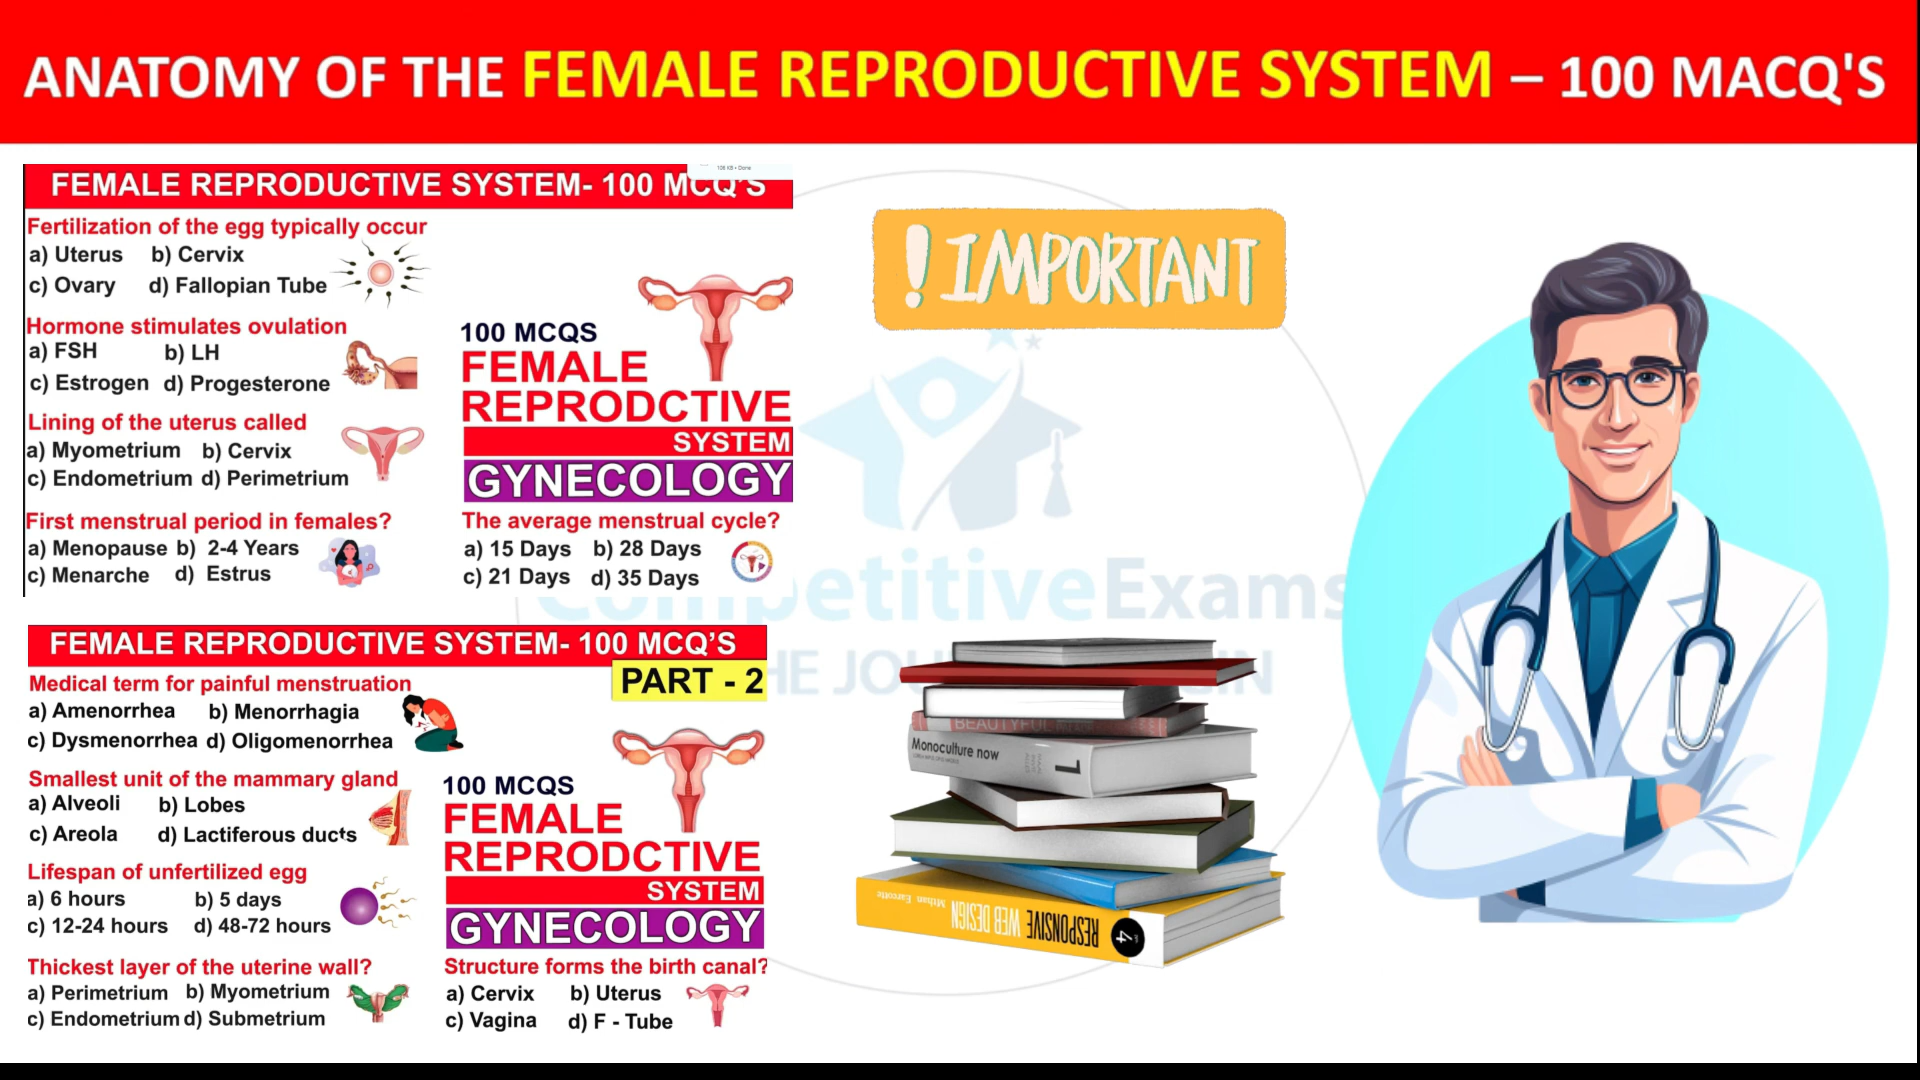 ANATOMY OF THE FEMALE REPRODUCTIVE SYSTEM – 100 MACQ'S
106 KB • Done
FEMALE REPRODUCTIVE SYSTEM- 100 MCQ'S
Fertilization of the egg typically occur
a) Uterus b) Cervix
c) Ovary d) Fallopian Tube
Hormone stimulates ovulation
a) FSH b) LH
c) Estrogen d) Progesterone
Lining of the uterus called
a) Myometrium b) Cervix
c) Endometrium d) Perimetrium
First menstrual period in females?
a) Menopause b) 2-4 Years
c) Menarche d) Estrus
100 MCQS
FEMALE
REPRODCTIVE
SYSTEM
GYNECOLOGY
The average menstrual cycle?
a) 15 Days b) 28 Days
c) 21 Days d) 35 Days
! IMPORTANT
CompetitiveExams
FEMALE REPRODUCTIVE SYSTEM- 100 MCQ'S
PART - 2
Medical term for painful menstruation
a) Amenorrhea b) Menorrhagia
c) Dysmenorrhea d) Oligomenorrhea
Smallest unit of the mammary gland
a) Alveoli b) Lobes
c) Areola d) Lactiferous ducts
Lifespan of unfertilized egg
a) 6 hours b) 5 days
c) 12-24 hours d) 48-72 hours
Thickest layer of the uterine wall?
a) Perimetrium b) Myometrium
c) Endometrium d) Submetrium
100 MCQS
FEMALE
REPRODCTIVE
SYSTEM
GYNECOLOGY
Structure forms the birth canal?
a) Cervix b) Uterus
c) Vagina d) F - Tube
BEAUTYFUL
Monoculture now
1
RESPONSIVE WEB DESIGN
4